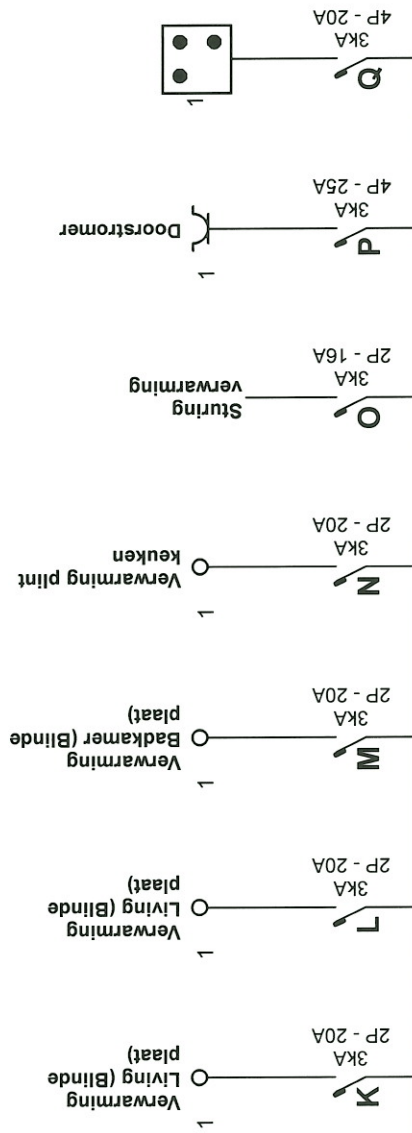 1
4P - 20A
3kA
Q
Doorstromer
1
4P - 25A
3kA
P
Sturing
verwarming
2P - 16A
3kA
O
Verwarming plint
keuken
1
2P - 20A
3kA
N
Verwarming
Badkamer (Blinde
plaat)
1
2P - 20A
3kA
M
Verwarming
Living (Blinde
plaat)
1
2P - 20A
3kA
L
Verwarming
Living (Blinde
plaat)
1
2P - 20A
3kA
K